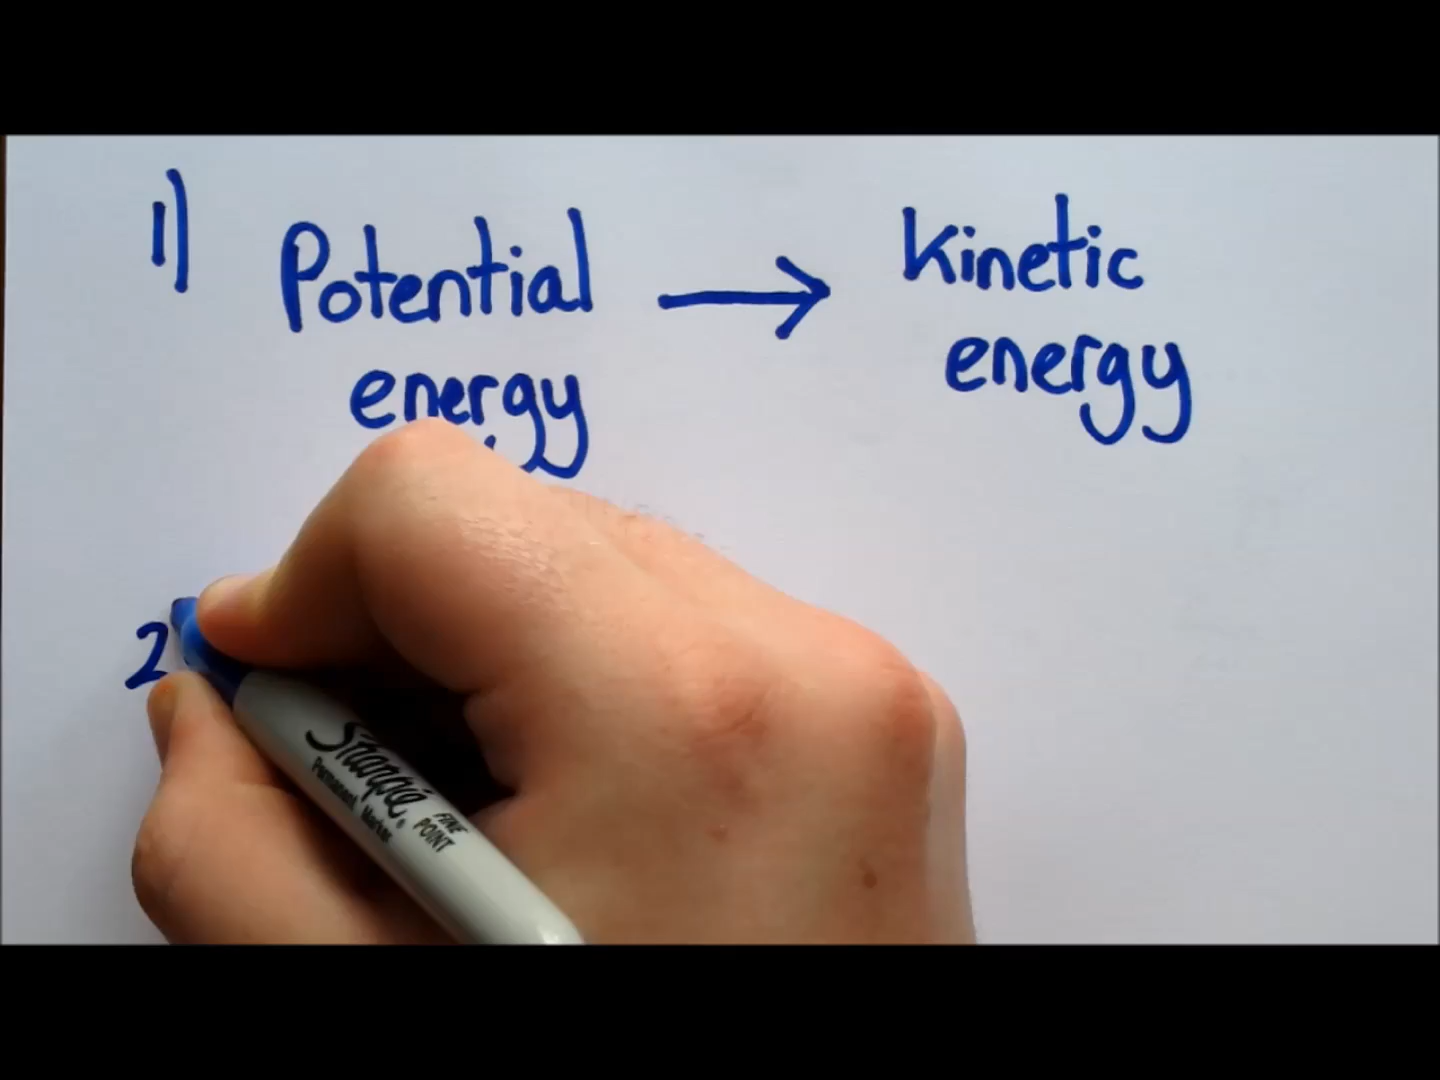 1) Potential → Kinetic
energy energy
2
Sharpie® FINE
Permanent Marker POINT